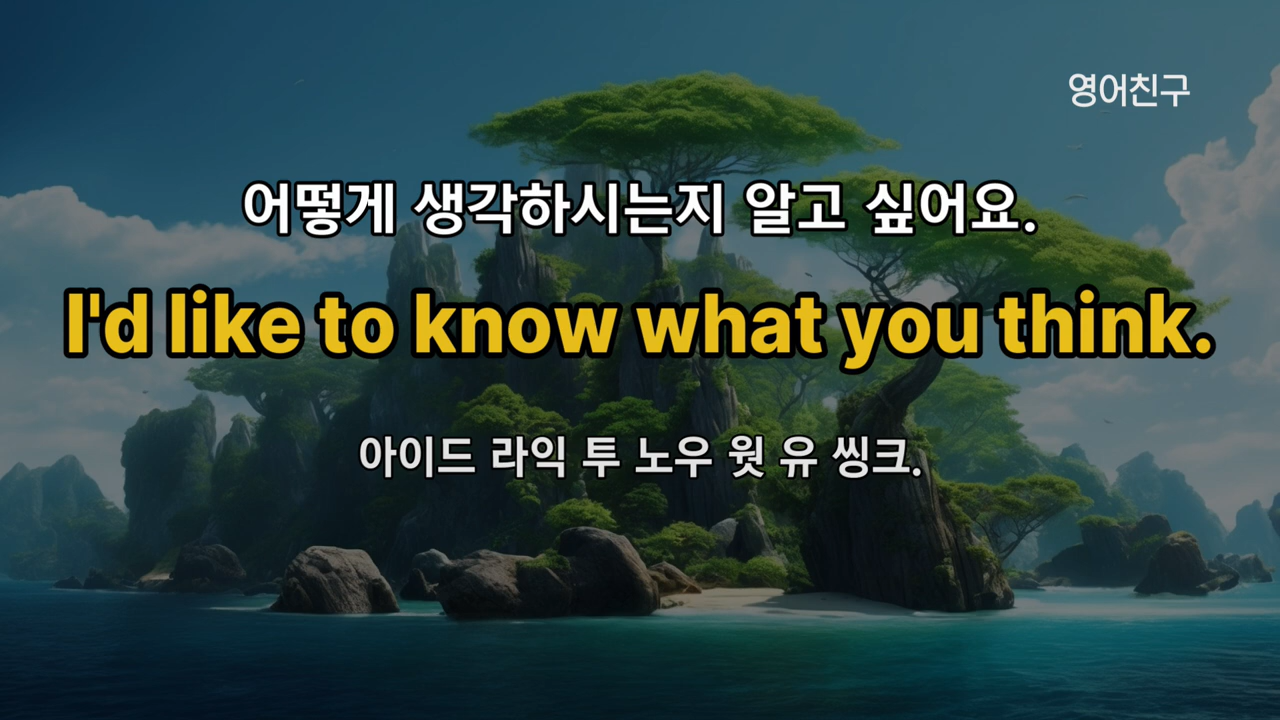 영어친구
어떻게 생각하시는지 알고 싶어요.
I'd like to know what you think.
아이드 라익 투 노우 웟 유 씽크.